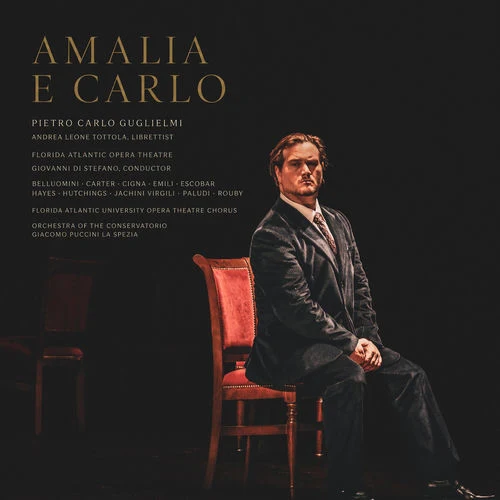 AMALIA
E CARLO
PIETRO CARLO GUGLIELMI
ANDREA LEONE TOTTOLA, LIBRETTIST
FLORIDA ATLANTIC OPERA THEATRE
GIOVANNI DI STEFANO, CONDUCTOR
BELLUOMINI · CARTER · CIGNA · EMILI · ESCOBAR
HAYES · HUTCHINGS · JACHINI VIRGILI · PALUDI · ROUBY
FLORIDA ATLANTIC UNIVERSITY OPERA THEATRE CHORUS
ORCHESTRA OF THE CONSERVATORIO
GIACOMO PUCCINI LA SPEZIA